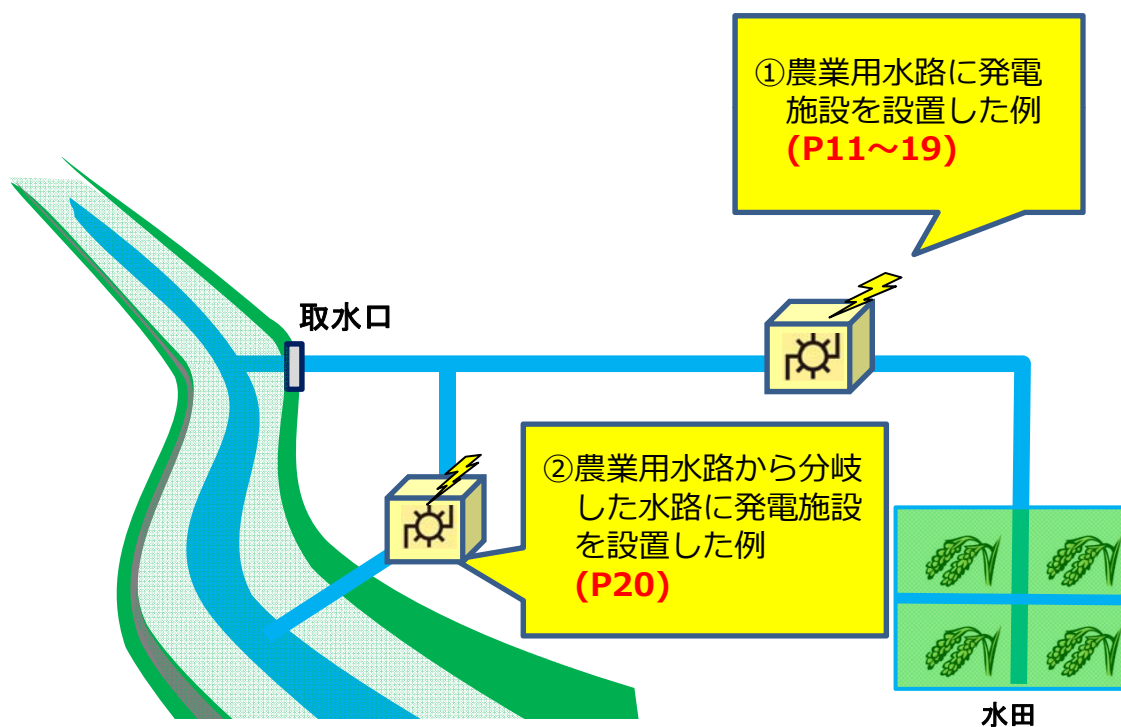 ①農業用水路に発電
施設を設置した例
(P11～19)
取水口
②農業用水路から分岐
した水路に発電施設
を設置した例
(P20)
水田